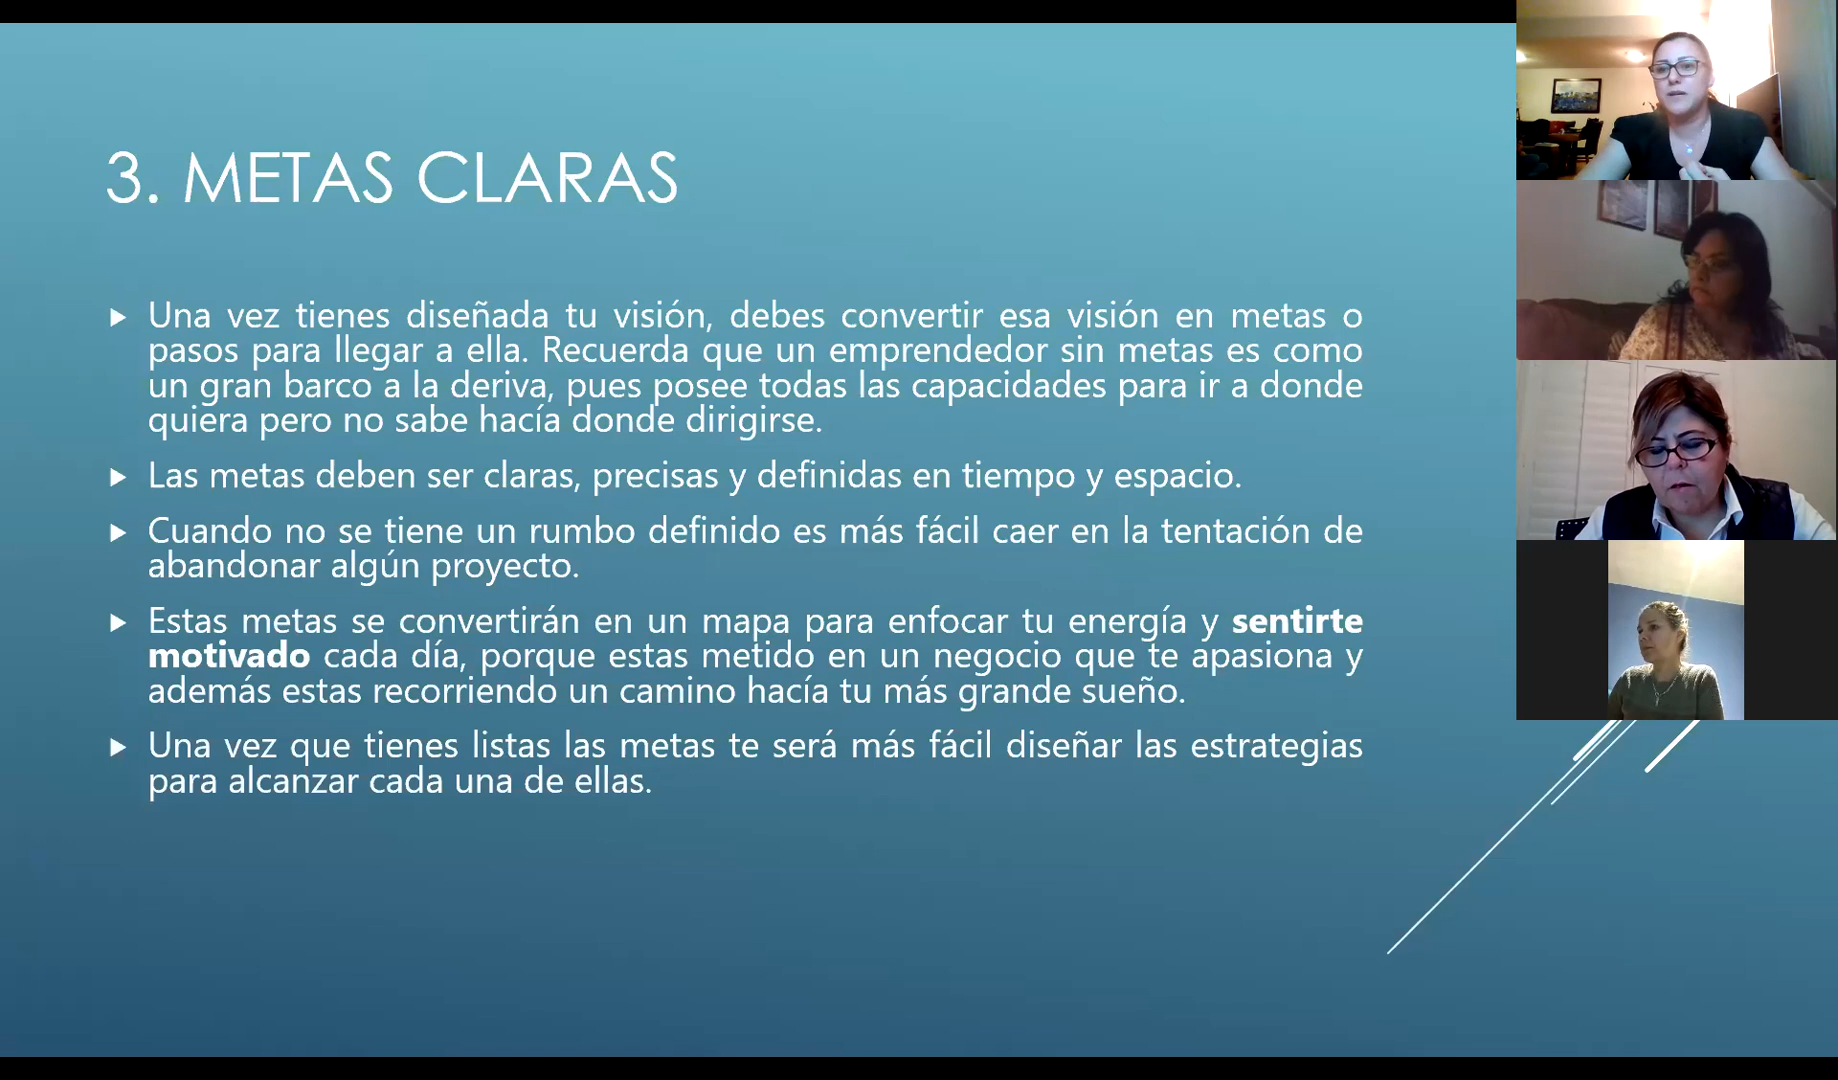 3. METAS CLARAS
Una vez tienes diseñada tu visión, debes convertir esa visión en metas o
pasos para llegar a ella. Recuerda que un emprendedor sin metas es como
un gran barco a la deriva, pues posee todas las capacidades para ir a donde
quiera pero no sabe hacía donde dirigirse.
Las metas deben ser claras, precisas y definidas en tiempo y espacio.
Cuando no se tiene un rumbo definido es más fácil caer en la tentación de
abandonar algún proyecto.
Estas metas se convertirán en un mapa para enfocar tu energía y sentirte
motivado cada día, porque estas metido en un negocio que te apasiona y
además estas recorriendo un camino hacía tu más grande sueño.
Una vez que tienes listas las metas te será más fácil diseñar las estrategias
para alcanzar cada una de ellas.